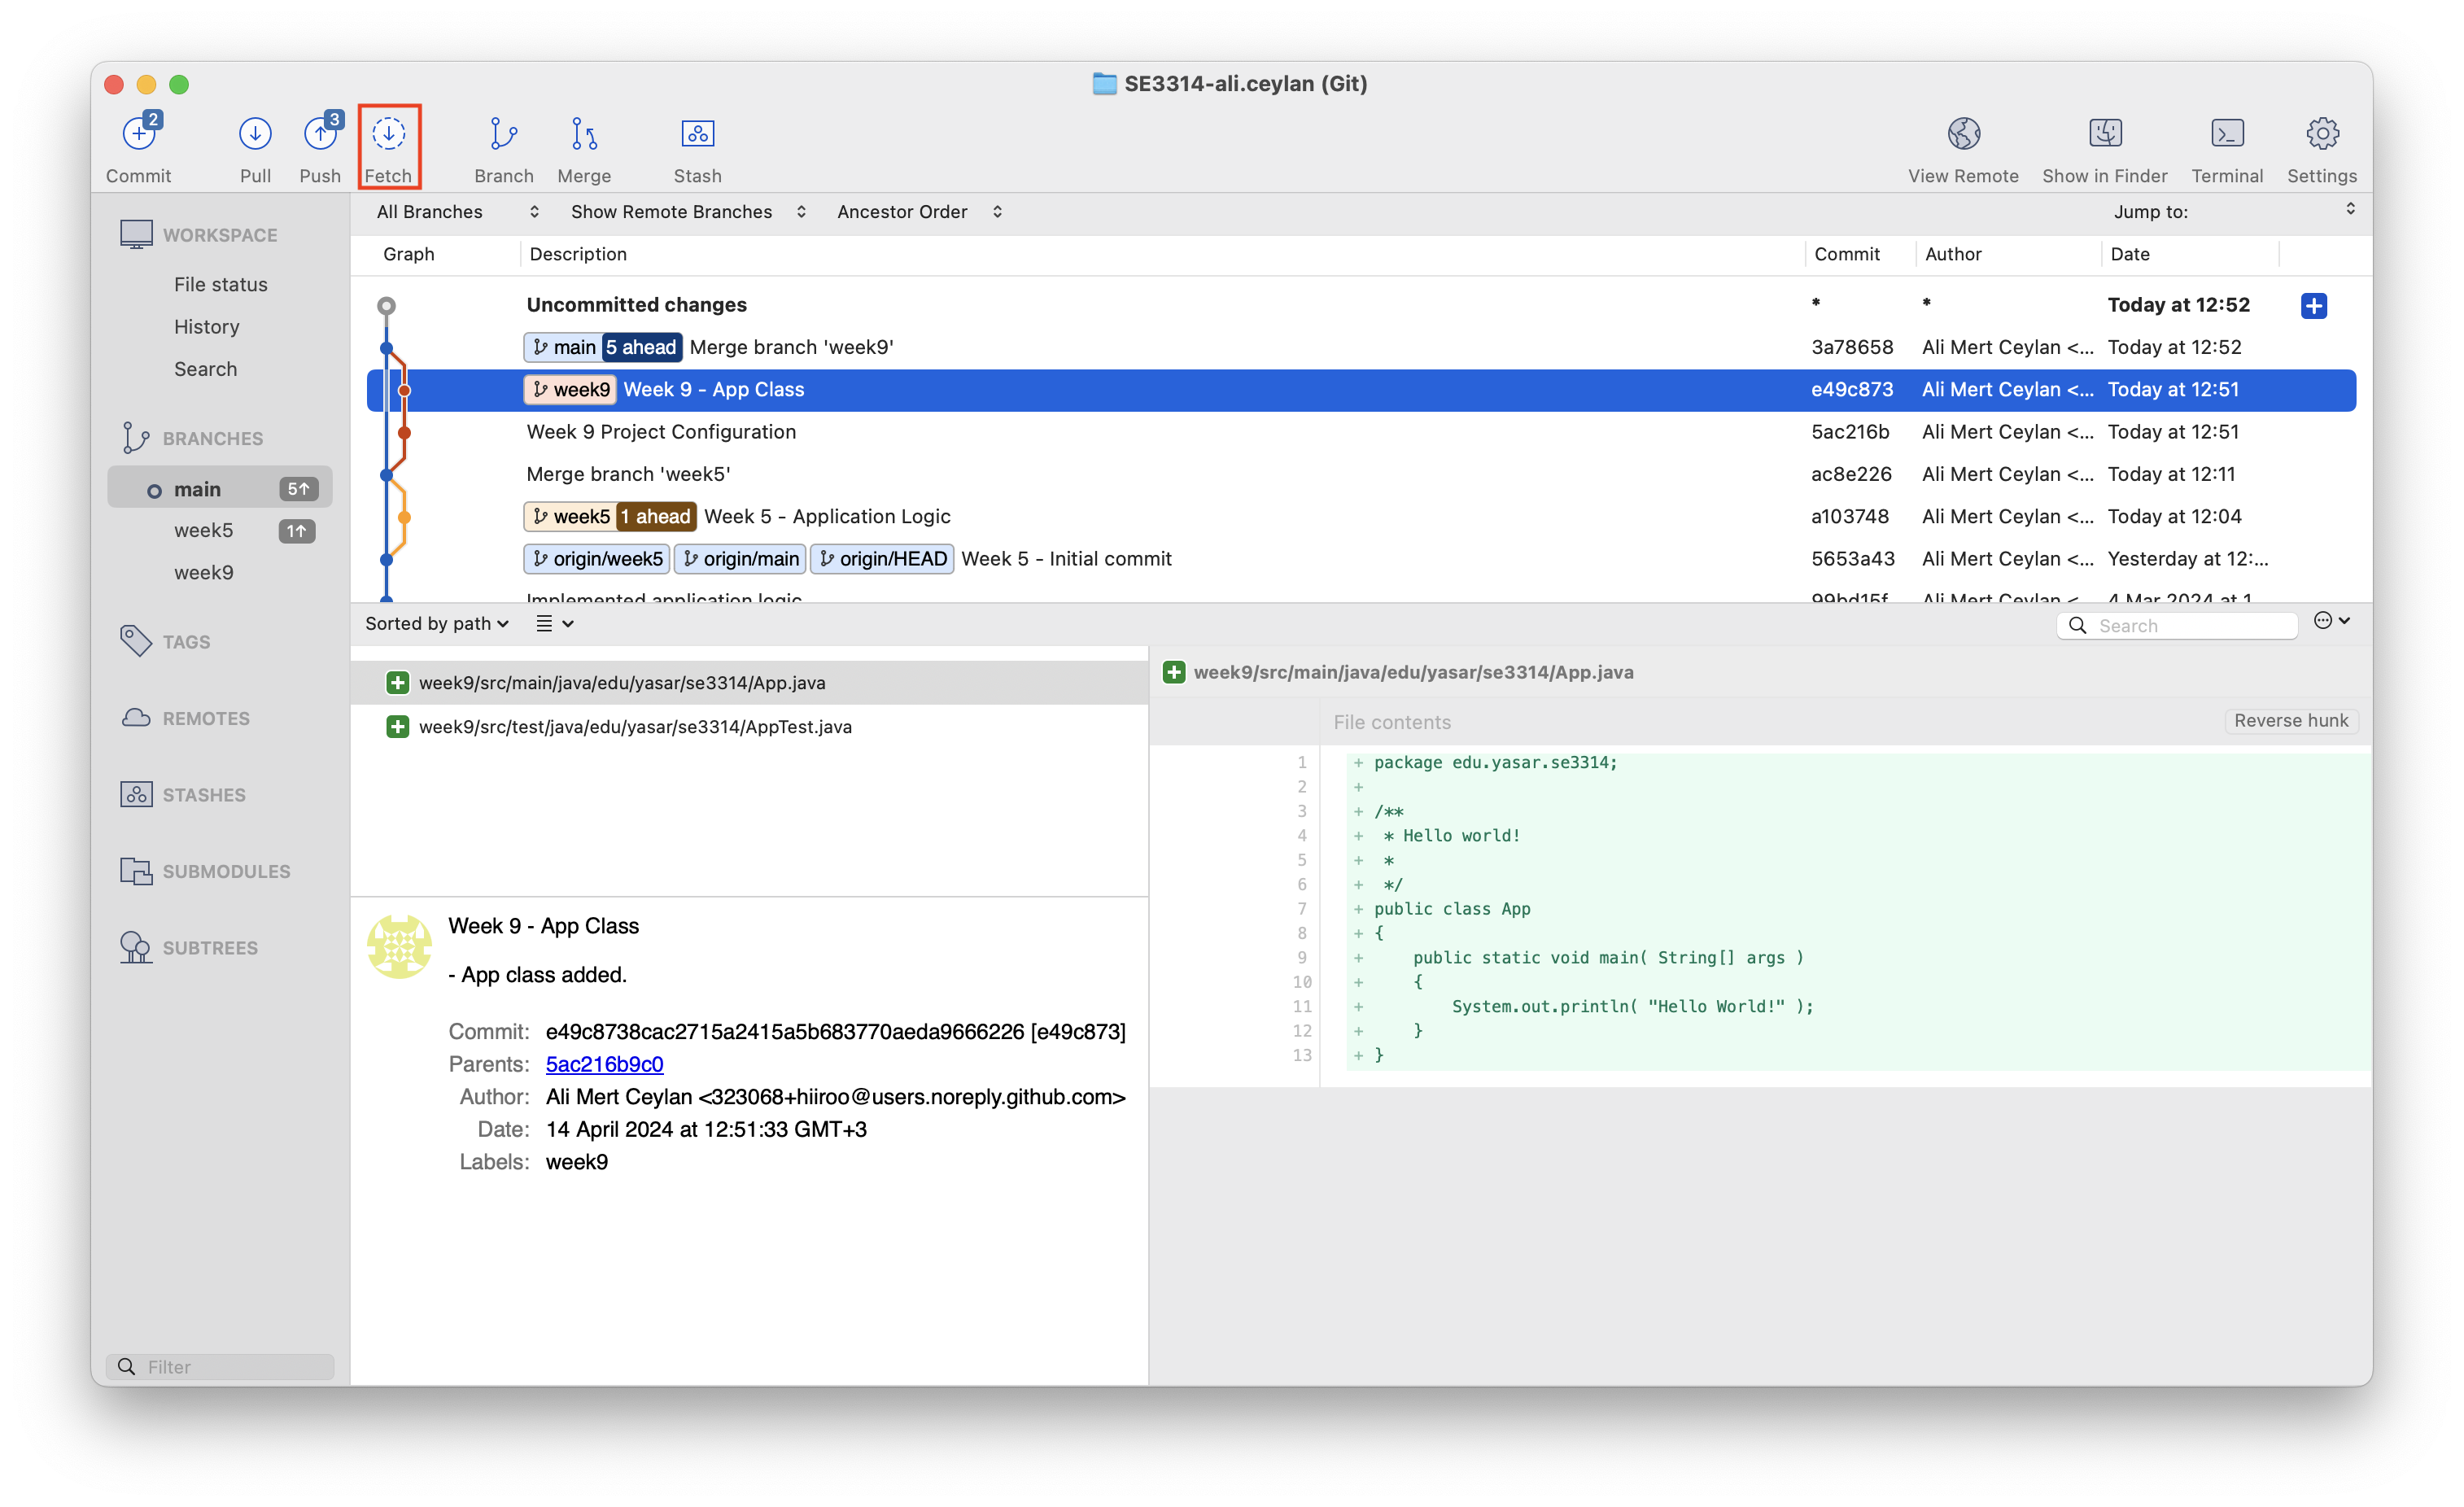 SE3314-ali.ceylan (Git)
2
3
Commit
Pull
Push
Fetch
Branch
Merge
Stash
View Remote
Show in Finder
Terminal
Settings
WORKSPACE
File status
History
Search
BRANCHES
main 5↑
week5 1↑
week9
TAGS
REMOTES
STASHES
SUBMODULES
SUBTREES
Filter
All Branches Show Remote Branches Ancestor Order Jump to:
Graph Description Commit Author Date
Uncommitted changes * * Today at 12:52
main 5 ahead Merge branch 'week9' 3a78658 Ali Mert Ceylan <... Today at 12:52
week9 Week 9 - App Class e49c873 Ali Mert Ceylan <... Today at 12:51
Week 9 Project Configuration 5ac216b Ali Mert Ceylan <... Today at 12:51
Merge branch 'week5' ac8e226 Ali Mert Ceylan <... Today at 12:11
week5 1 ahead Week 5 - Application Logic a103748 Ali Mert Ceylan <... Today at 12:04
origin/week5 origin/main origin/HEAD Week 5 - Initial commit 5653a43 Ali Mert Ceylan <... Yesterday at 12:...
Implemented application logic 99bd15f Ali Mert Ceylan <... 4 Mar 2024 at 1...
Sorted by path
Search
week9/src/main/java/edu/yasar/se3314/App.java
week9/src/test/java/edu/yasar/se3314/AppTest.java
Week 9 - App Class
- App class added.
Commit: e49c8738cac2715a2415a5b683770aeda9666226 [e49c873]
Parents: 5ac216b9c0
Author: Ali Mert Ceylan <323068+hiiroo@users.noreply.github.com>
Date: 14 April 2024 at 12:51:33 GMT+3
Labels: week9
week9/src/main/java/edu/yasar/se3314/App.java
File contents Reverse hunk
1 + package edu.yasar.se3314;
2 +
3 + /**
4 +  * Hello world!
5 +  *
6 +  */
7 + public class App
8 + {
9 +     public static void main( String[] args )
10 +     {
11 +         System.out.println( "Hello World!" );
12 +     }
13 + }